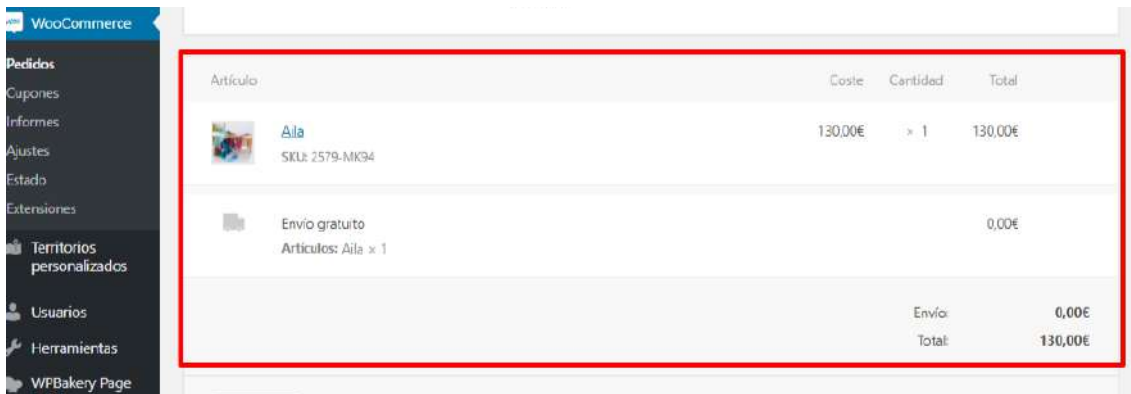 WooCommerce
Pedidos
Cupones
Informes
Ajustes
Estado
Extensiones
Territorios
personalizados
Usuarios
Herramientas
WPBakery Page
Artículo Coste Cantidad Total
Aila 130,00€ × 1 130,00€
SKU: 2579-MK94
Envío gratuito 0,00€
Artículos: Aila × 1
Envío: 0,00€
Total: 130,00€